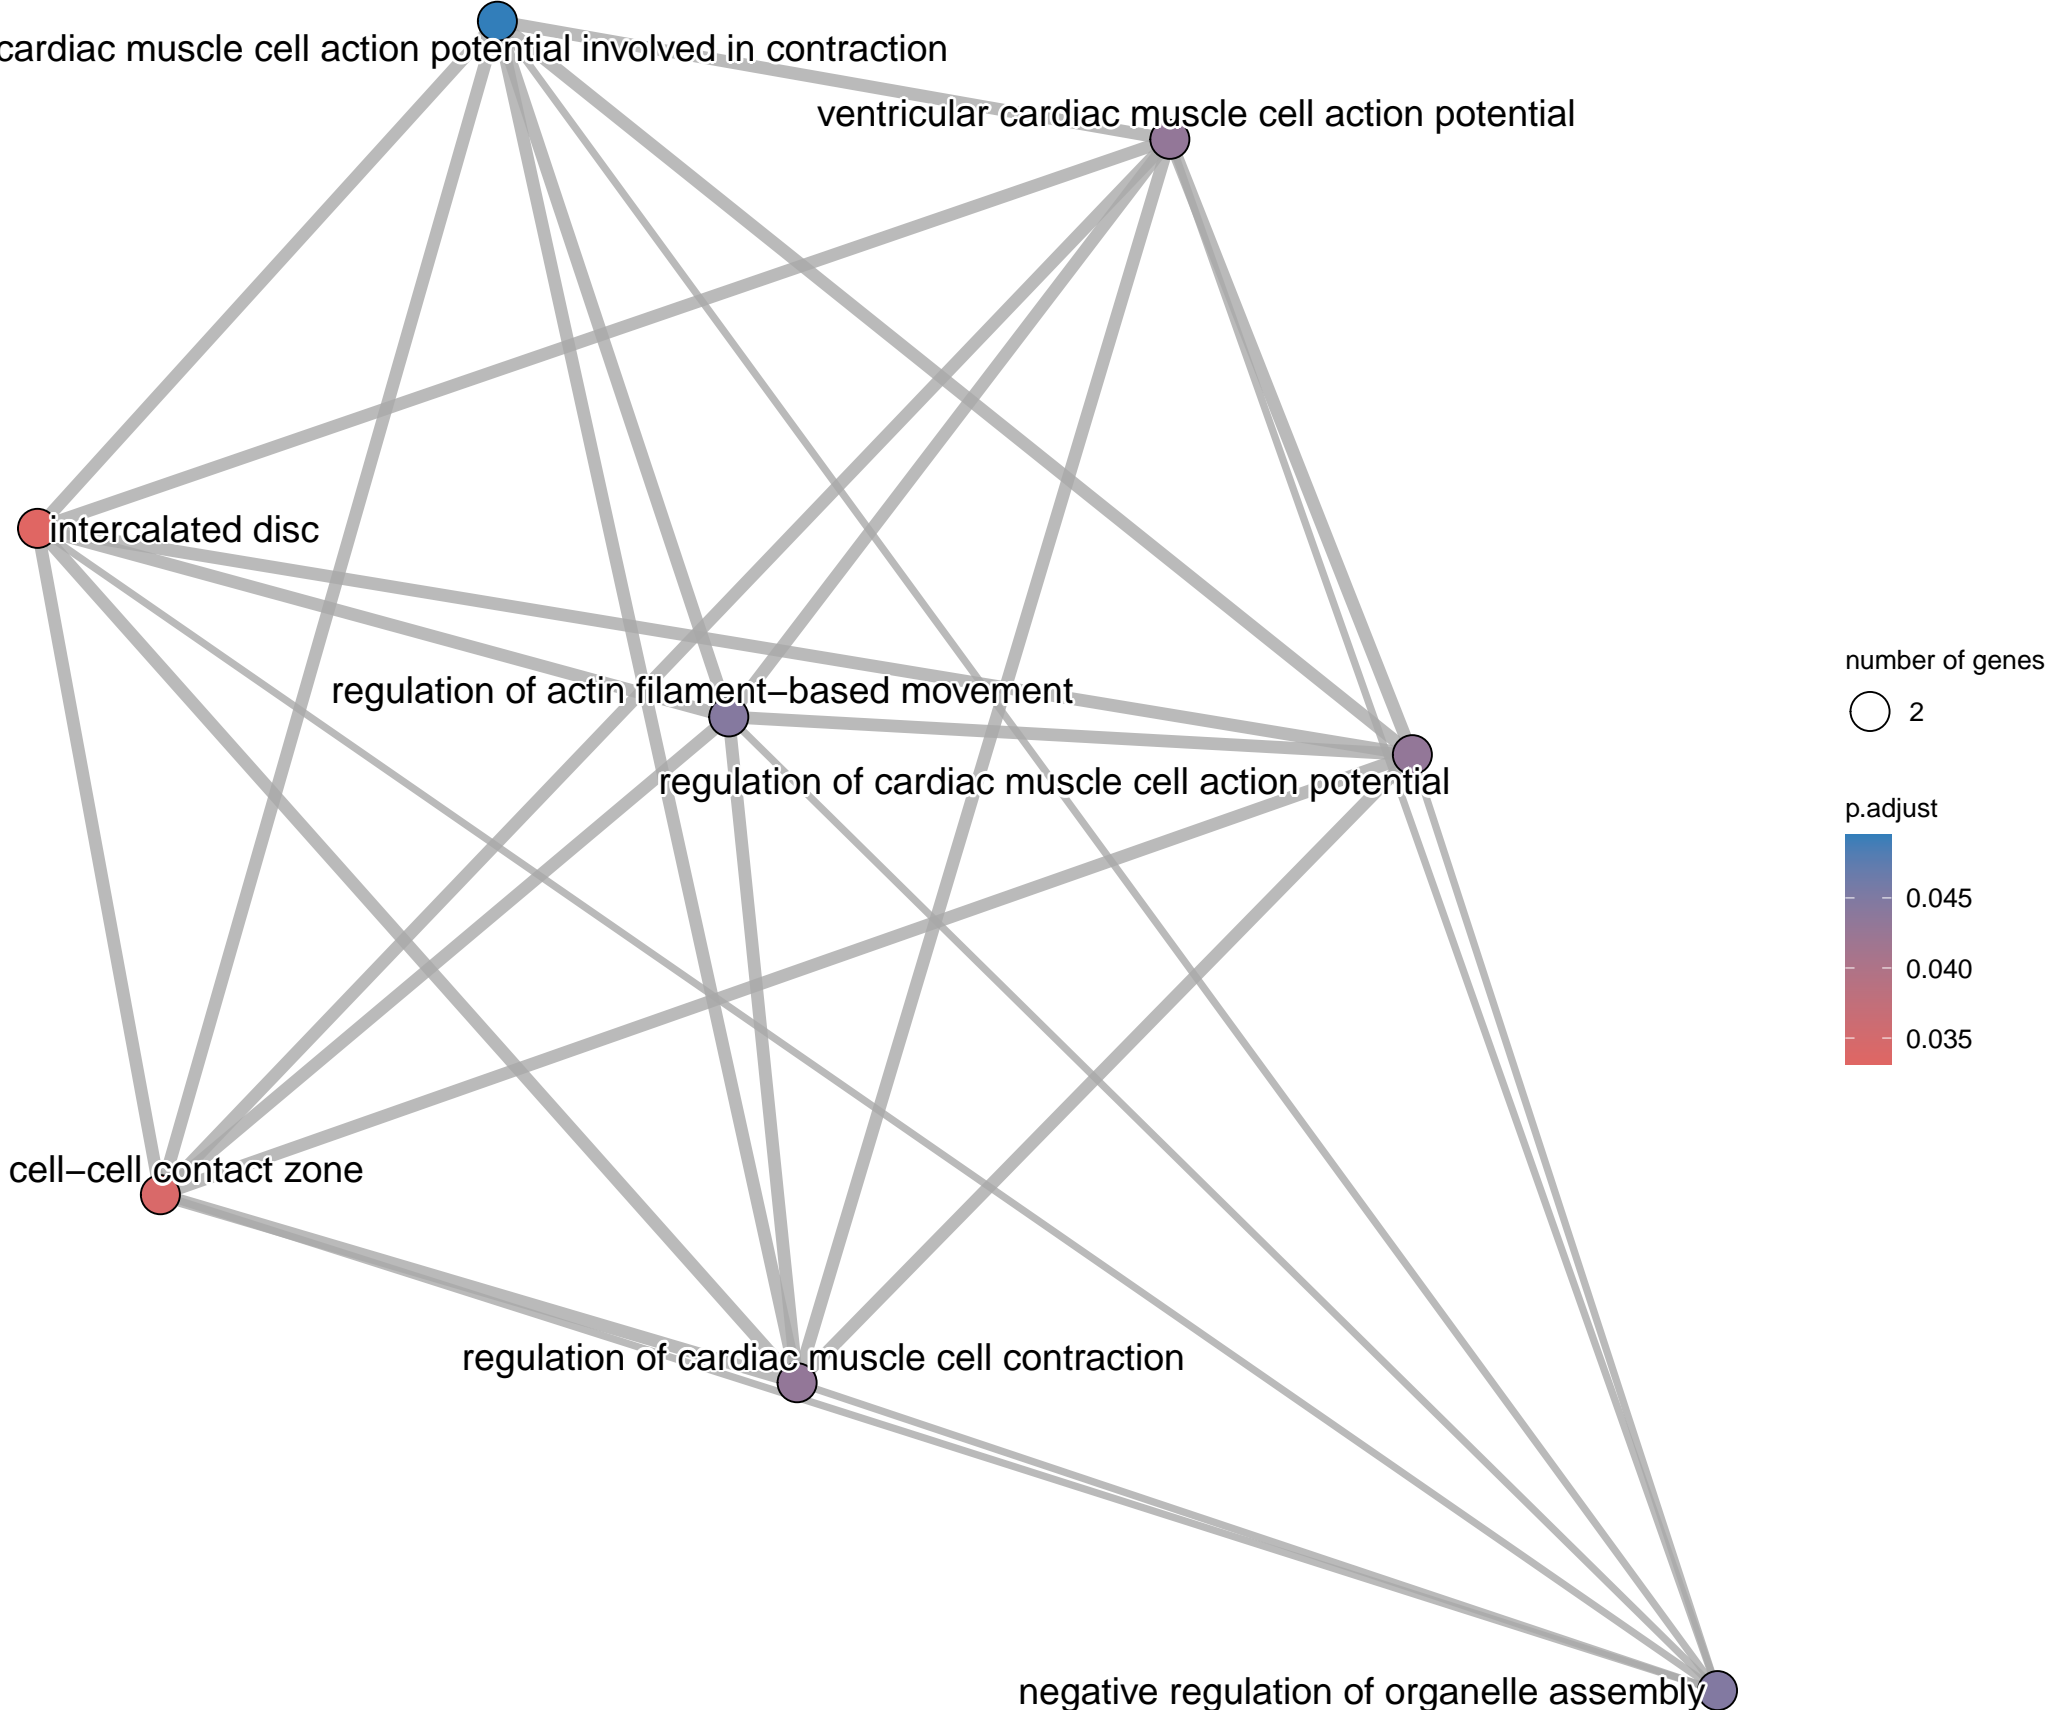 cardiac muscle cell action potential involved in contraction
ventricular cardiac muscle cell action potential
intercalated disc
regulation of actin filament−based movement
regulation of cardiac muscle cell action potential
cell−cell contact zone
regulation of cardiac muscle cell contraction
negative regulation of organelle assembly
number of genes
2
p.adjust
0.045
0.040
0.035